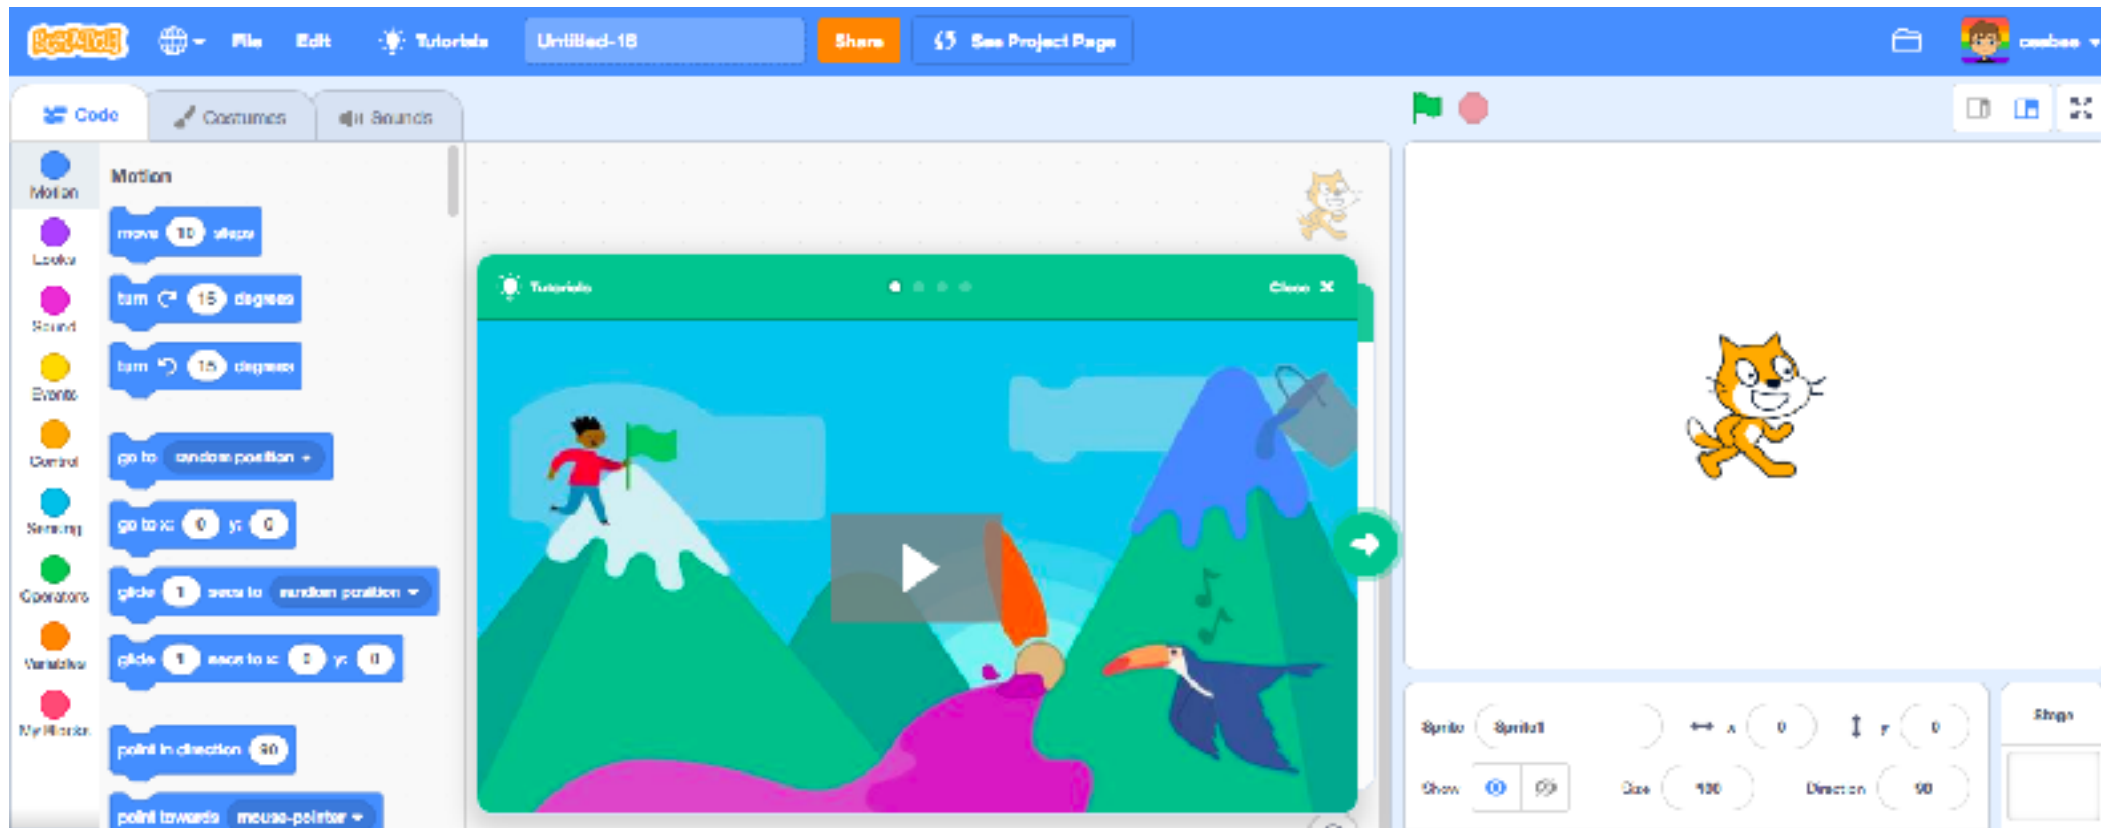 SCRATCH File Edit Tutorials Untitled-18 Share See Project Page
Code Costumes Sounds
Motion
Looks
Sound
Events
Control
Sensing
Operators
Variables
My Blocks
Motion
move 10 steps
turn 15 degrees
turn 15 degrees
go to random position
go to x: 0 y: 0
glide 1 secs to random position
glide 1 secs to x: 0 y: 0
point in direction 90
point towards mouse-pointer
Tutorials Close
Sprite Sprite1 x 0 y 0
Show Size 100 Direction 90
Stage